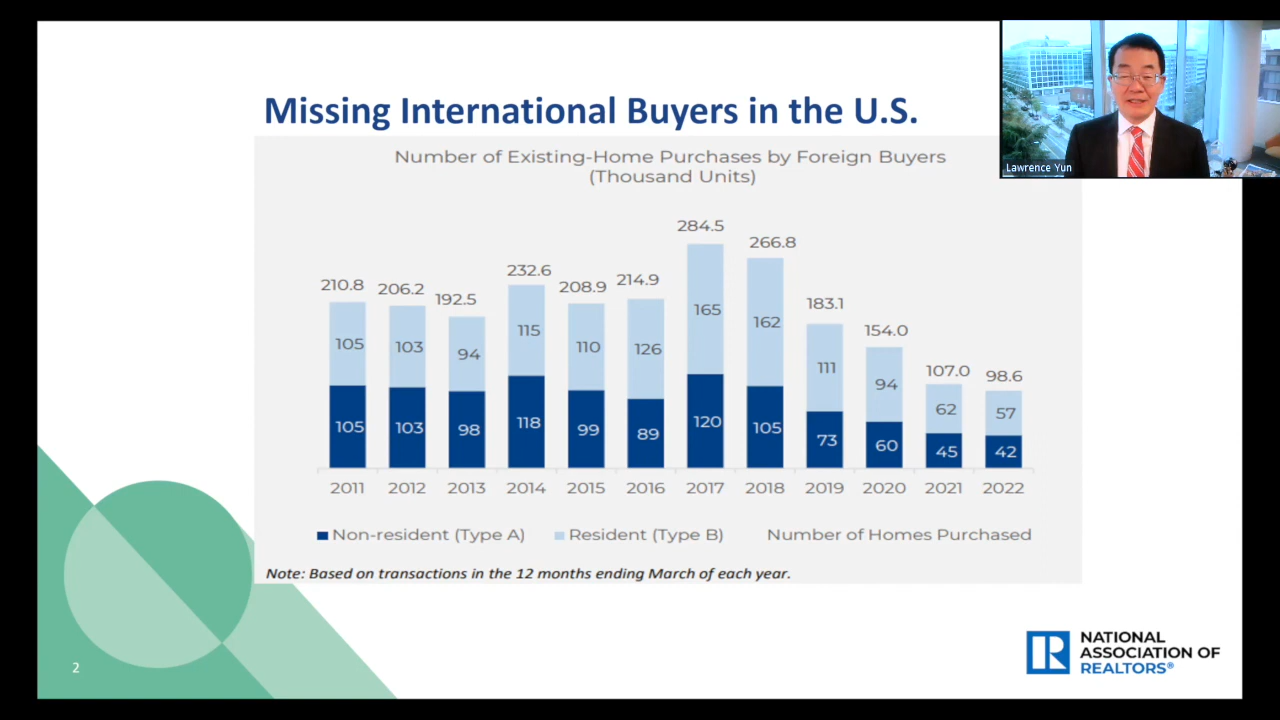 Missing International Buyers in the U.S.
Lawrence Yun
Number of Existing-Home Purchases by Foreign Buyers
(Thousand Units)
210.8 206.2 192.5 232.6 208.9 214.9 284.5 266.8 183.1 154.0 107.0 98.6
105 103 94 115 110 126 165 162 111 94 62 57
105 103 98 118 99 89 120 105 73 60 45 42
2011 2012 2013 2014 2015 2016 2017 2018 2019 2020 2021 2022
Non-resident (Type A) Resident (Type B) Number of Homes Purchased
Note: Based on transactions in the 12 months ending March of each year.
2
NATIONAL
ASSOCIATION OF
REALTORS®